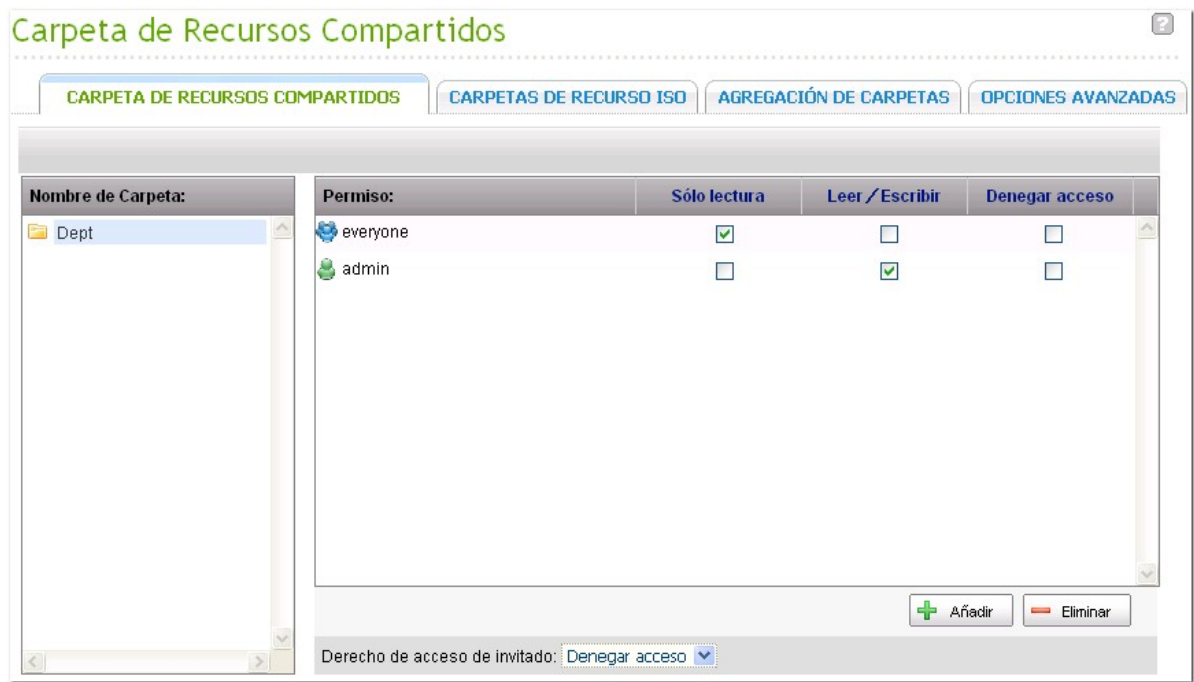 Carpeta de Recursos Compartidos
?
CARPETA DE RECURSOS COMPARTIDOS
CARPETAS DE RECURSO ISO
AGREGACIÓN DE CARPETAS
OPCIONES AVANZADAS
Nombre de Carpeta:
Dept
Permiso:
Sólo lectura
Leer/Escribir
Denegar acceso
everyone
admin
Añadir
Eliminar
Derecho de acceso de invitado: Denegar acceso